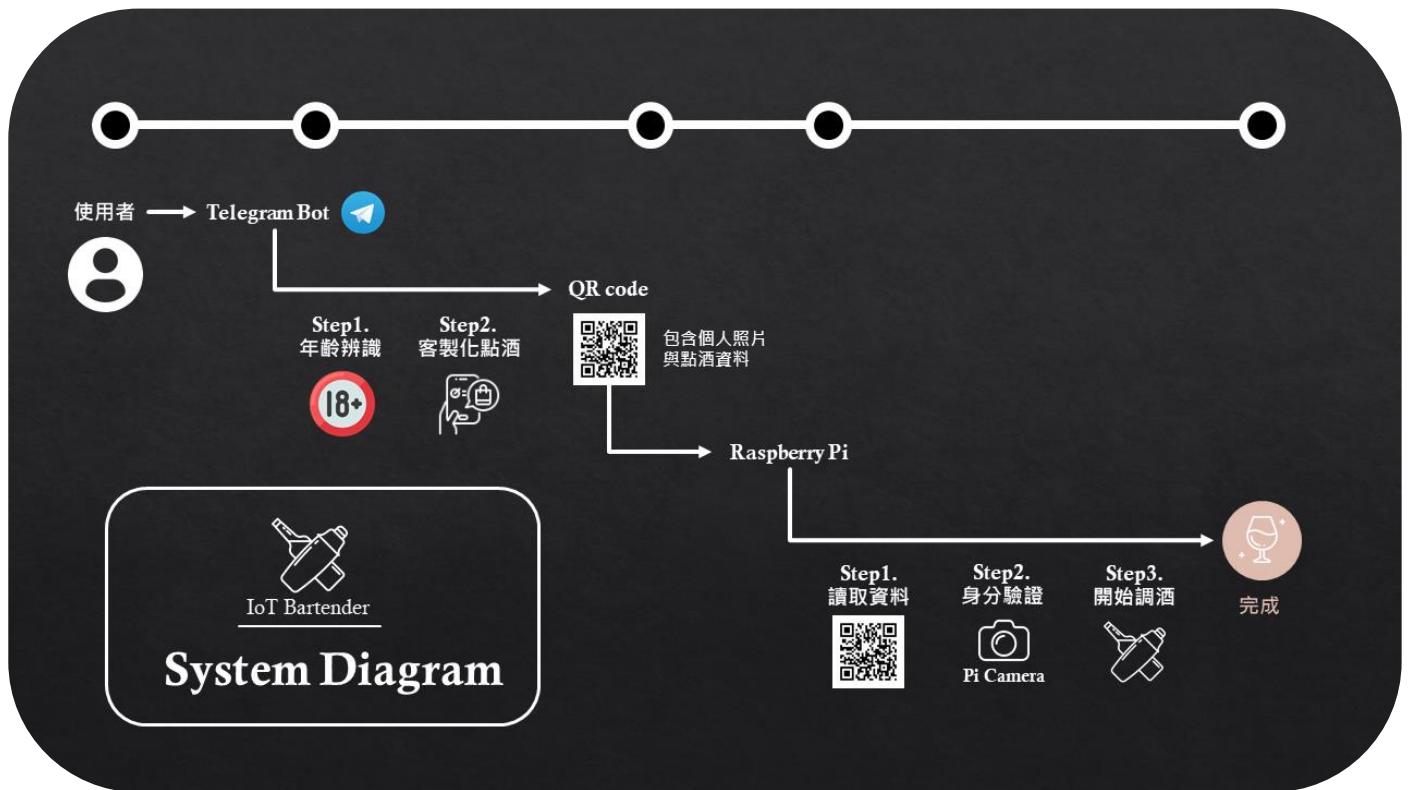 使用者
Telegram Bot
QR code
Step1.
年齡辨識
18+
Step2.
客製化點酒
包含個人照片
與點酒資料
Raspberry Pi
IoT Bartender
System Diagram
Step1.
讀取資料
Step2.
身分驗證
Pi Camera
Step3.
開始調酒
完成